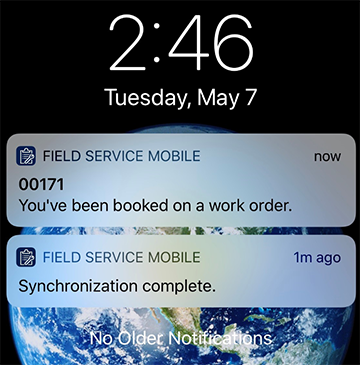 2:46
Tuesday, May 7
FIELD SERVICE MOBILE now
00171
You've been booked on a work order.
FIELD SERVICE MOBILE 1m ago
Synchronization complete.
No Older Notifications